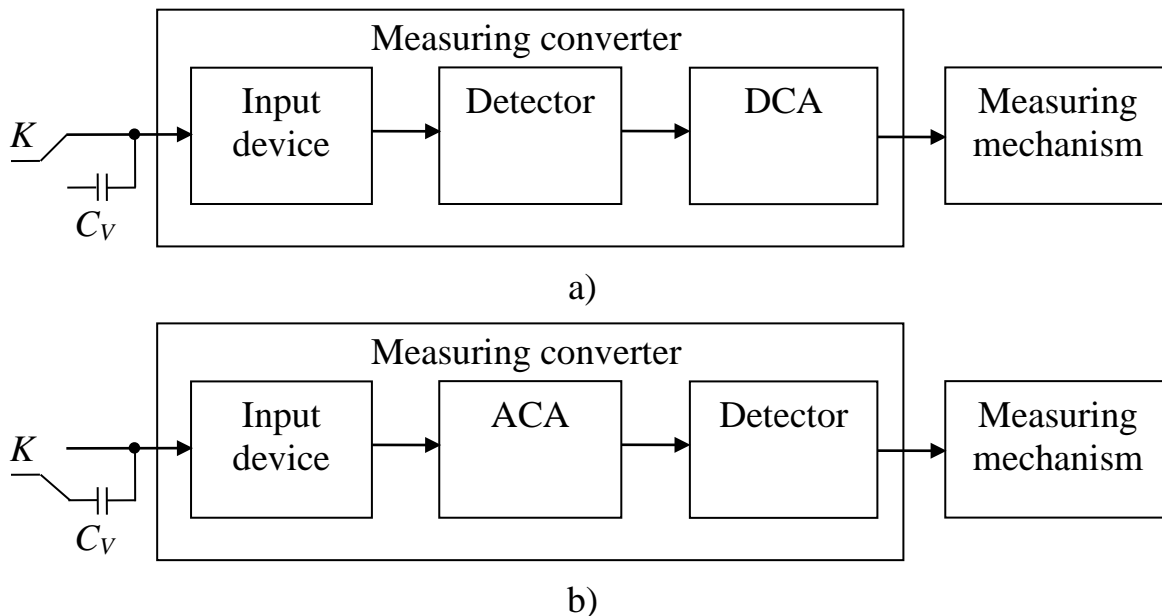 Measuring converter
K
C_V
Input
device
Detector
DCA
Measuring
mechanism
a)
Measuring converter
K
C_V
Input
device
ACA
Detector
Measuring
mechanism
b)